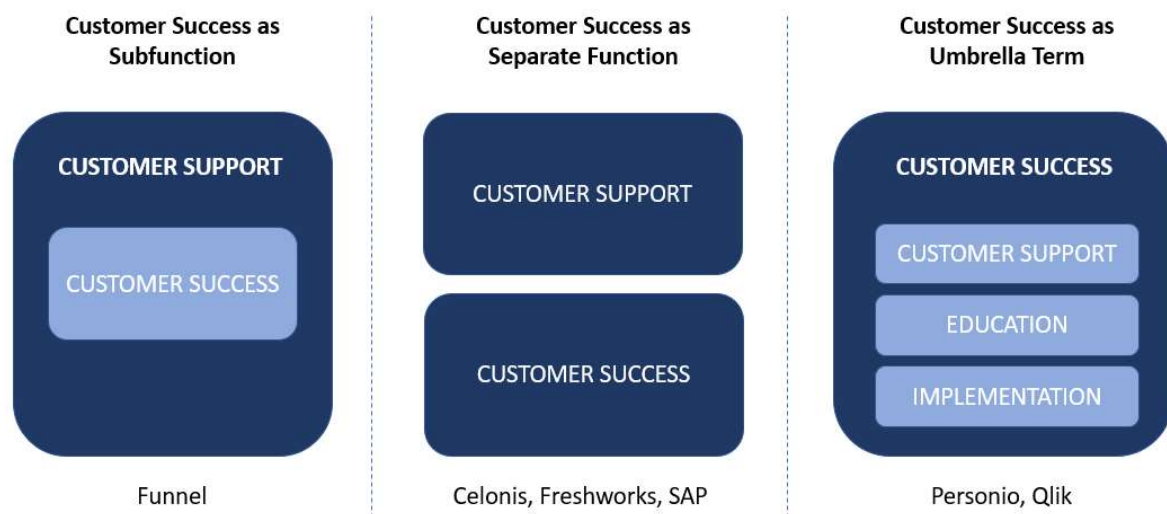 Customer Success as
Subfunction
CUSTOMER SUPPORT
CUSTOMER SUCCESS
Funnel
Customer Success as
Separate Function
CUSTOMER SUPPORT
CUSTOMER SUCCESS
Celonis, Freshworks, SAP
Customer Success as
Umbrella Term
CUSTOMER SUCCESS
CUSTOMER SUPPORT
EDUCATION
IMPLEMENTATION
Personio, Qlik